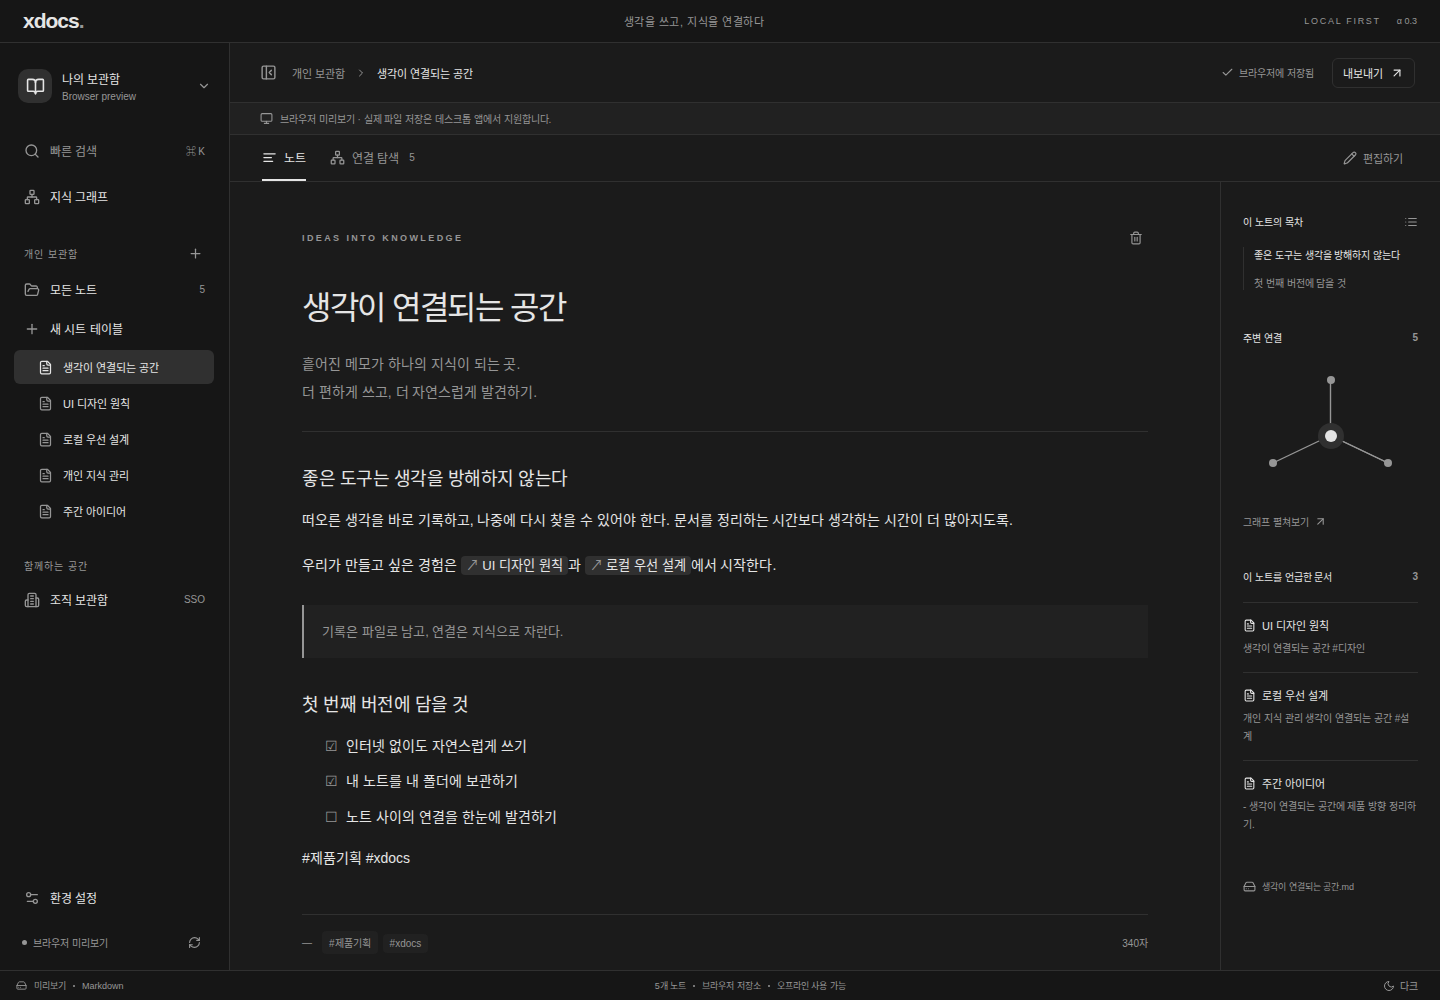 xdocs.
생각을 쓰고, 지식을 연결하다
LOCAL FIRST α 0.3
나의 보관함
Browser preview
빠른 검색 ⌘ K
지식 그래프
개인 보관함
모든 노트 5
새 시트 테이블
생각이 연결되는 공간
UI 디자인 원칙
로컬 우선 설계
개인 지식 관리
주간 아이디어
함께하는 공간
조직 보관함 SSO
환경 설정
브라우저 미리보기
개인 보관함 > 생각이 연결되는 공간
브라우저에 저장됨
내보내기
브라우저 미리보기 · 실제 파일 저장은 데스크톱 앱에서 지원합니다.
노트
연결 탐색 5
편집하기
IDEAS INTO KNOWLEDGE
생각이 연결되는 공간
흩어진 메모가 하나의 지식이 되는 곳.
더 편하게 쓰고, 더 자연스럽게 발견하기.
좋은 도구는 생각을 방해하지 않는다
떠오른 생각을 바로 기록하고, 나중에 다시 찾을 수 있어야 한다. 문서를 정리하는 시간보다 생각하는 시간이 더 많아지도록.
우리가 만들고 싶은 경험은 ↗ UI 디자인 원칙과 ↗ 로컬 우선 설계에서 시작한다.
기록은 파일로 남고, 연결은 지식으로 자란다.
첫 번째 버전에 담을 것
☑ 인터넷 없이도 자연스럽게 쓰기
☑ 내 노트를 내 폴더에 보관하기
☐ 노트 사이의 연결을 한눈에 발견하기
#제품기획 #xdocs
— #제품기획 #xdocs
340자
이 노트의 목차
좋은 도구는 생각을 방해하지 않는다
첫 번째 버전에 담을 것
주변 연결 5
그래프 펼쳐보기
이 노트를 언급한 문서 3
UI 디자인 원칙
생각이 연결되는 공간 #디자인
로컬 우선 설계
개인 지식 관리 생각이 연결되는 공간 #설
계
주간 아이디어
- 생각이 연결되는 공간에 제품 방향 정리하
기.
생각이 연결되는 공간.md
미리보기 • Markdown
5개 노트 • 브라우저 저장소 • 오프라인 사용 가능
다크